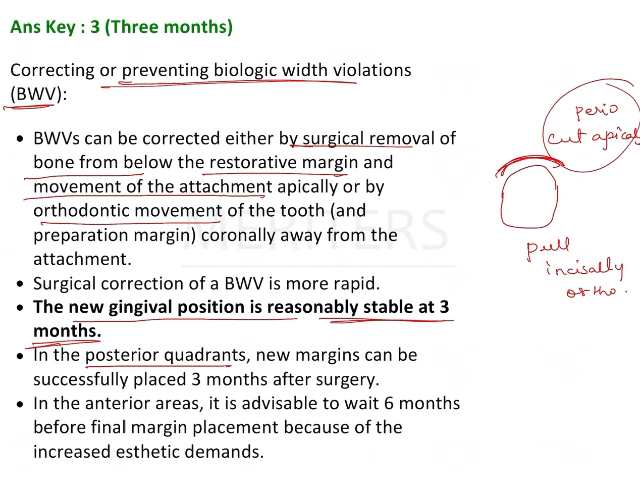 Ans Key : 3 (Three months)
Correcting or preventing biologic width violations
(BWV):
• BWVs can be corrected either by surgical removal of
bone from below the restorative margin and
movement of the attachment apically or by
orthodontic movement of the tooth (and
preparation margin) coronally away from the
attachment.
• Surgical correction of a BWV is more rapid.
• The new gingival position is reasonably stable at 3
months.
• In the posterior quadrants, new margins can be
successfully placed 3 months after surgery.
• In the anterior areas, it is advisable to wait 6 months
before final margin placement because of the
increased esthetic demands.
MERITERS
perio
cut apical
pull
incisally
ortho.